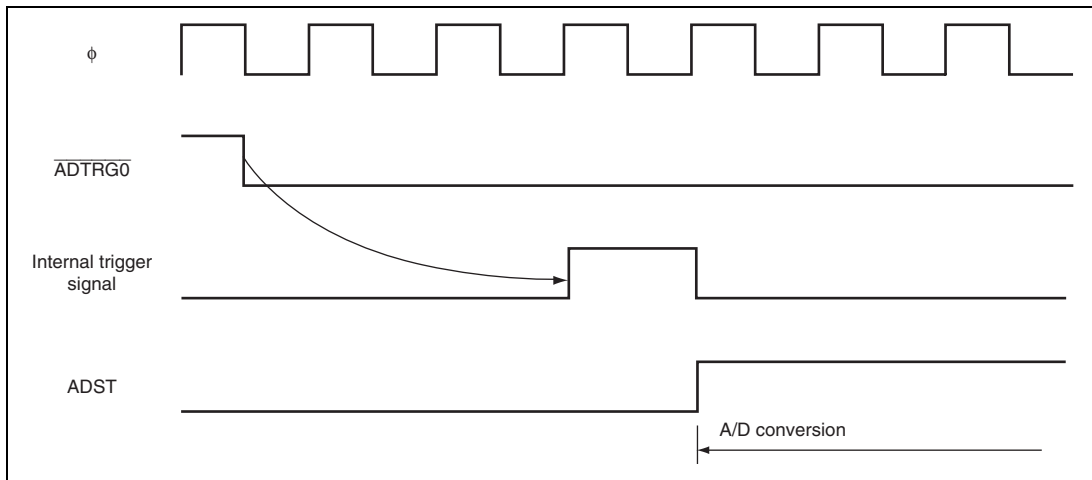 ϕ
ADTRG0
Internal trigger
signal
ADST
A/D conversion